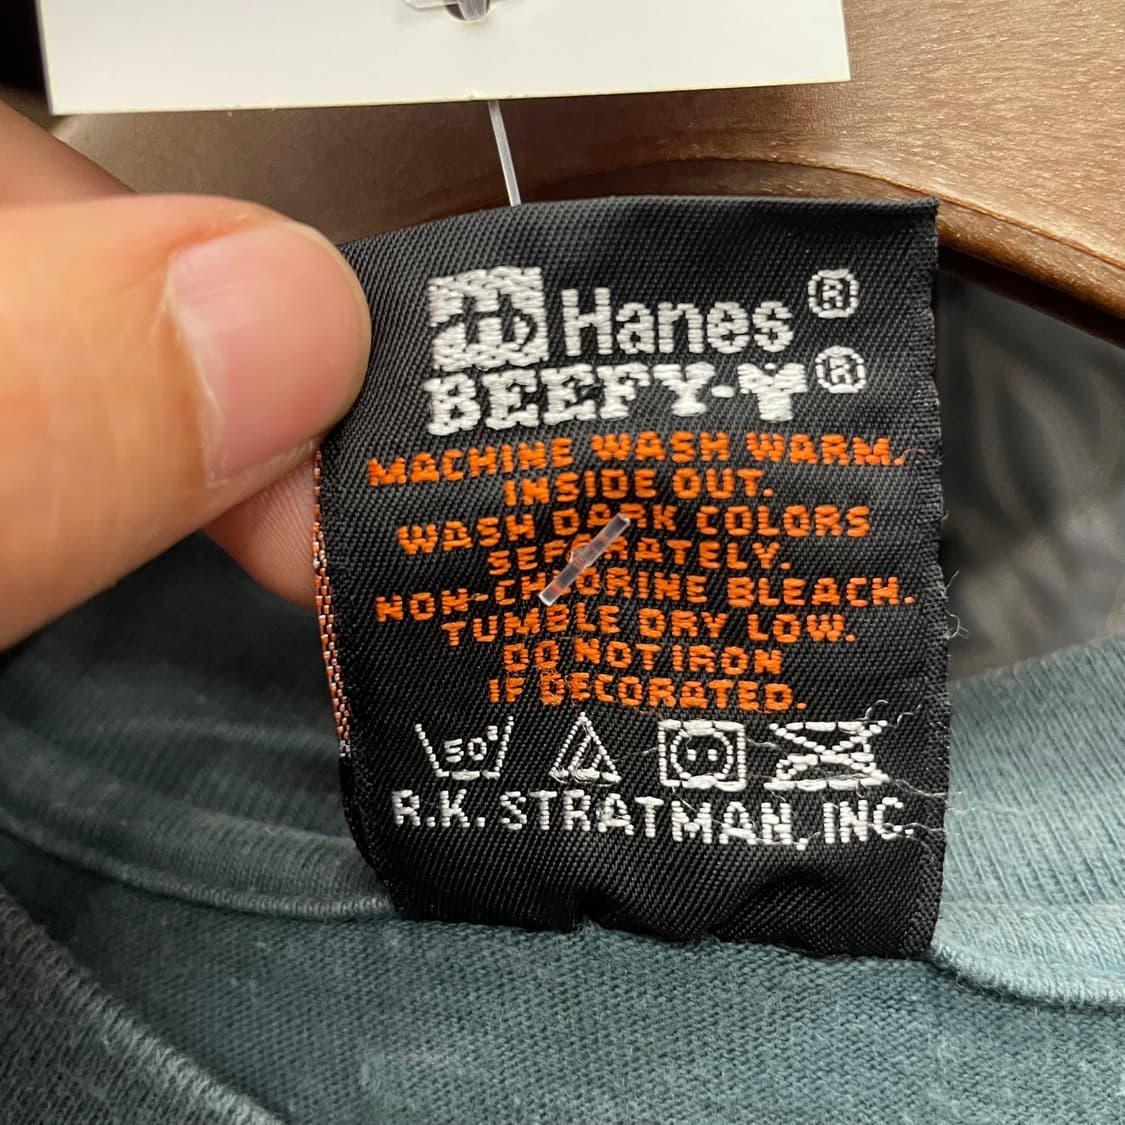 Hanes®
BEEFY-T®
MACHINE WASH WARM.
INSIDE OUT.
WASH DARK COLORS
SEPARATELY.
NON-CHLORINE BLEACH.
TUMBLE DRY LOW.
DO NOT IRON
IF DECORATED.
50°
R.K. STRATMAN, INC.